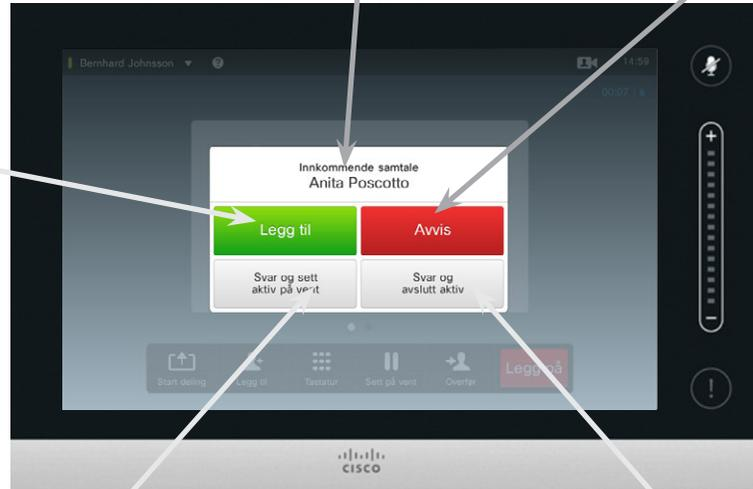 Bernhard Johnsson
14:59
00:07
Innkommende samtale
Anita Poscotto
Legg til
Avvis
Svar og sett
aktiv på vent
Svar og
avslutt aktiv
Start deling
Legg til
Tastatur
Sett på vent
Overfør
Legg på
CISCO